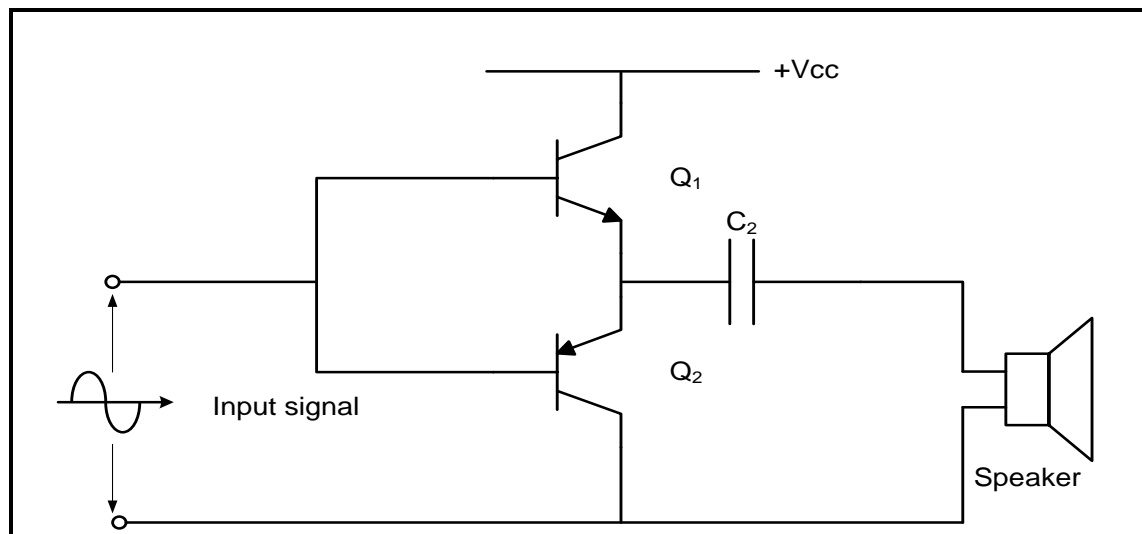 +Vcc
Q₁
C₂
Q₂
Input signal
Speaker